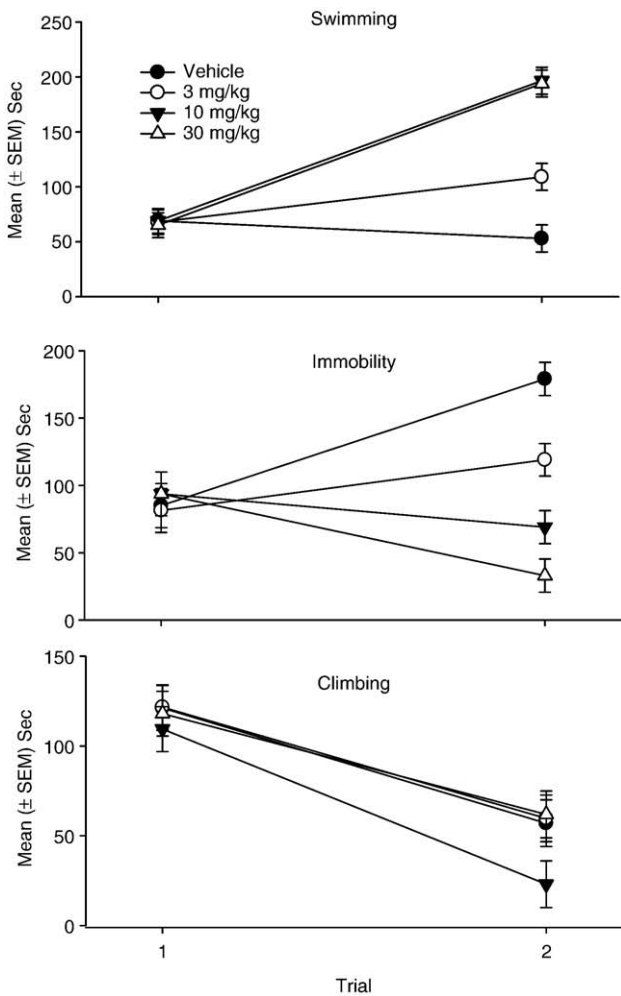 Swimming
250
200
150
100
50
0
Mean (± SEM) Sec
Vehicle
3 mg/kg
10 mg/kg
30 mg/kg
Immobility
200
150
100
50
0
Mean (± SEM) Sec
Climbing
150
100
50
0
Mean (± SEM) Sec
1 2
Trial